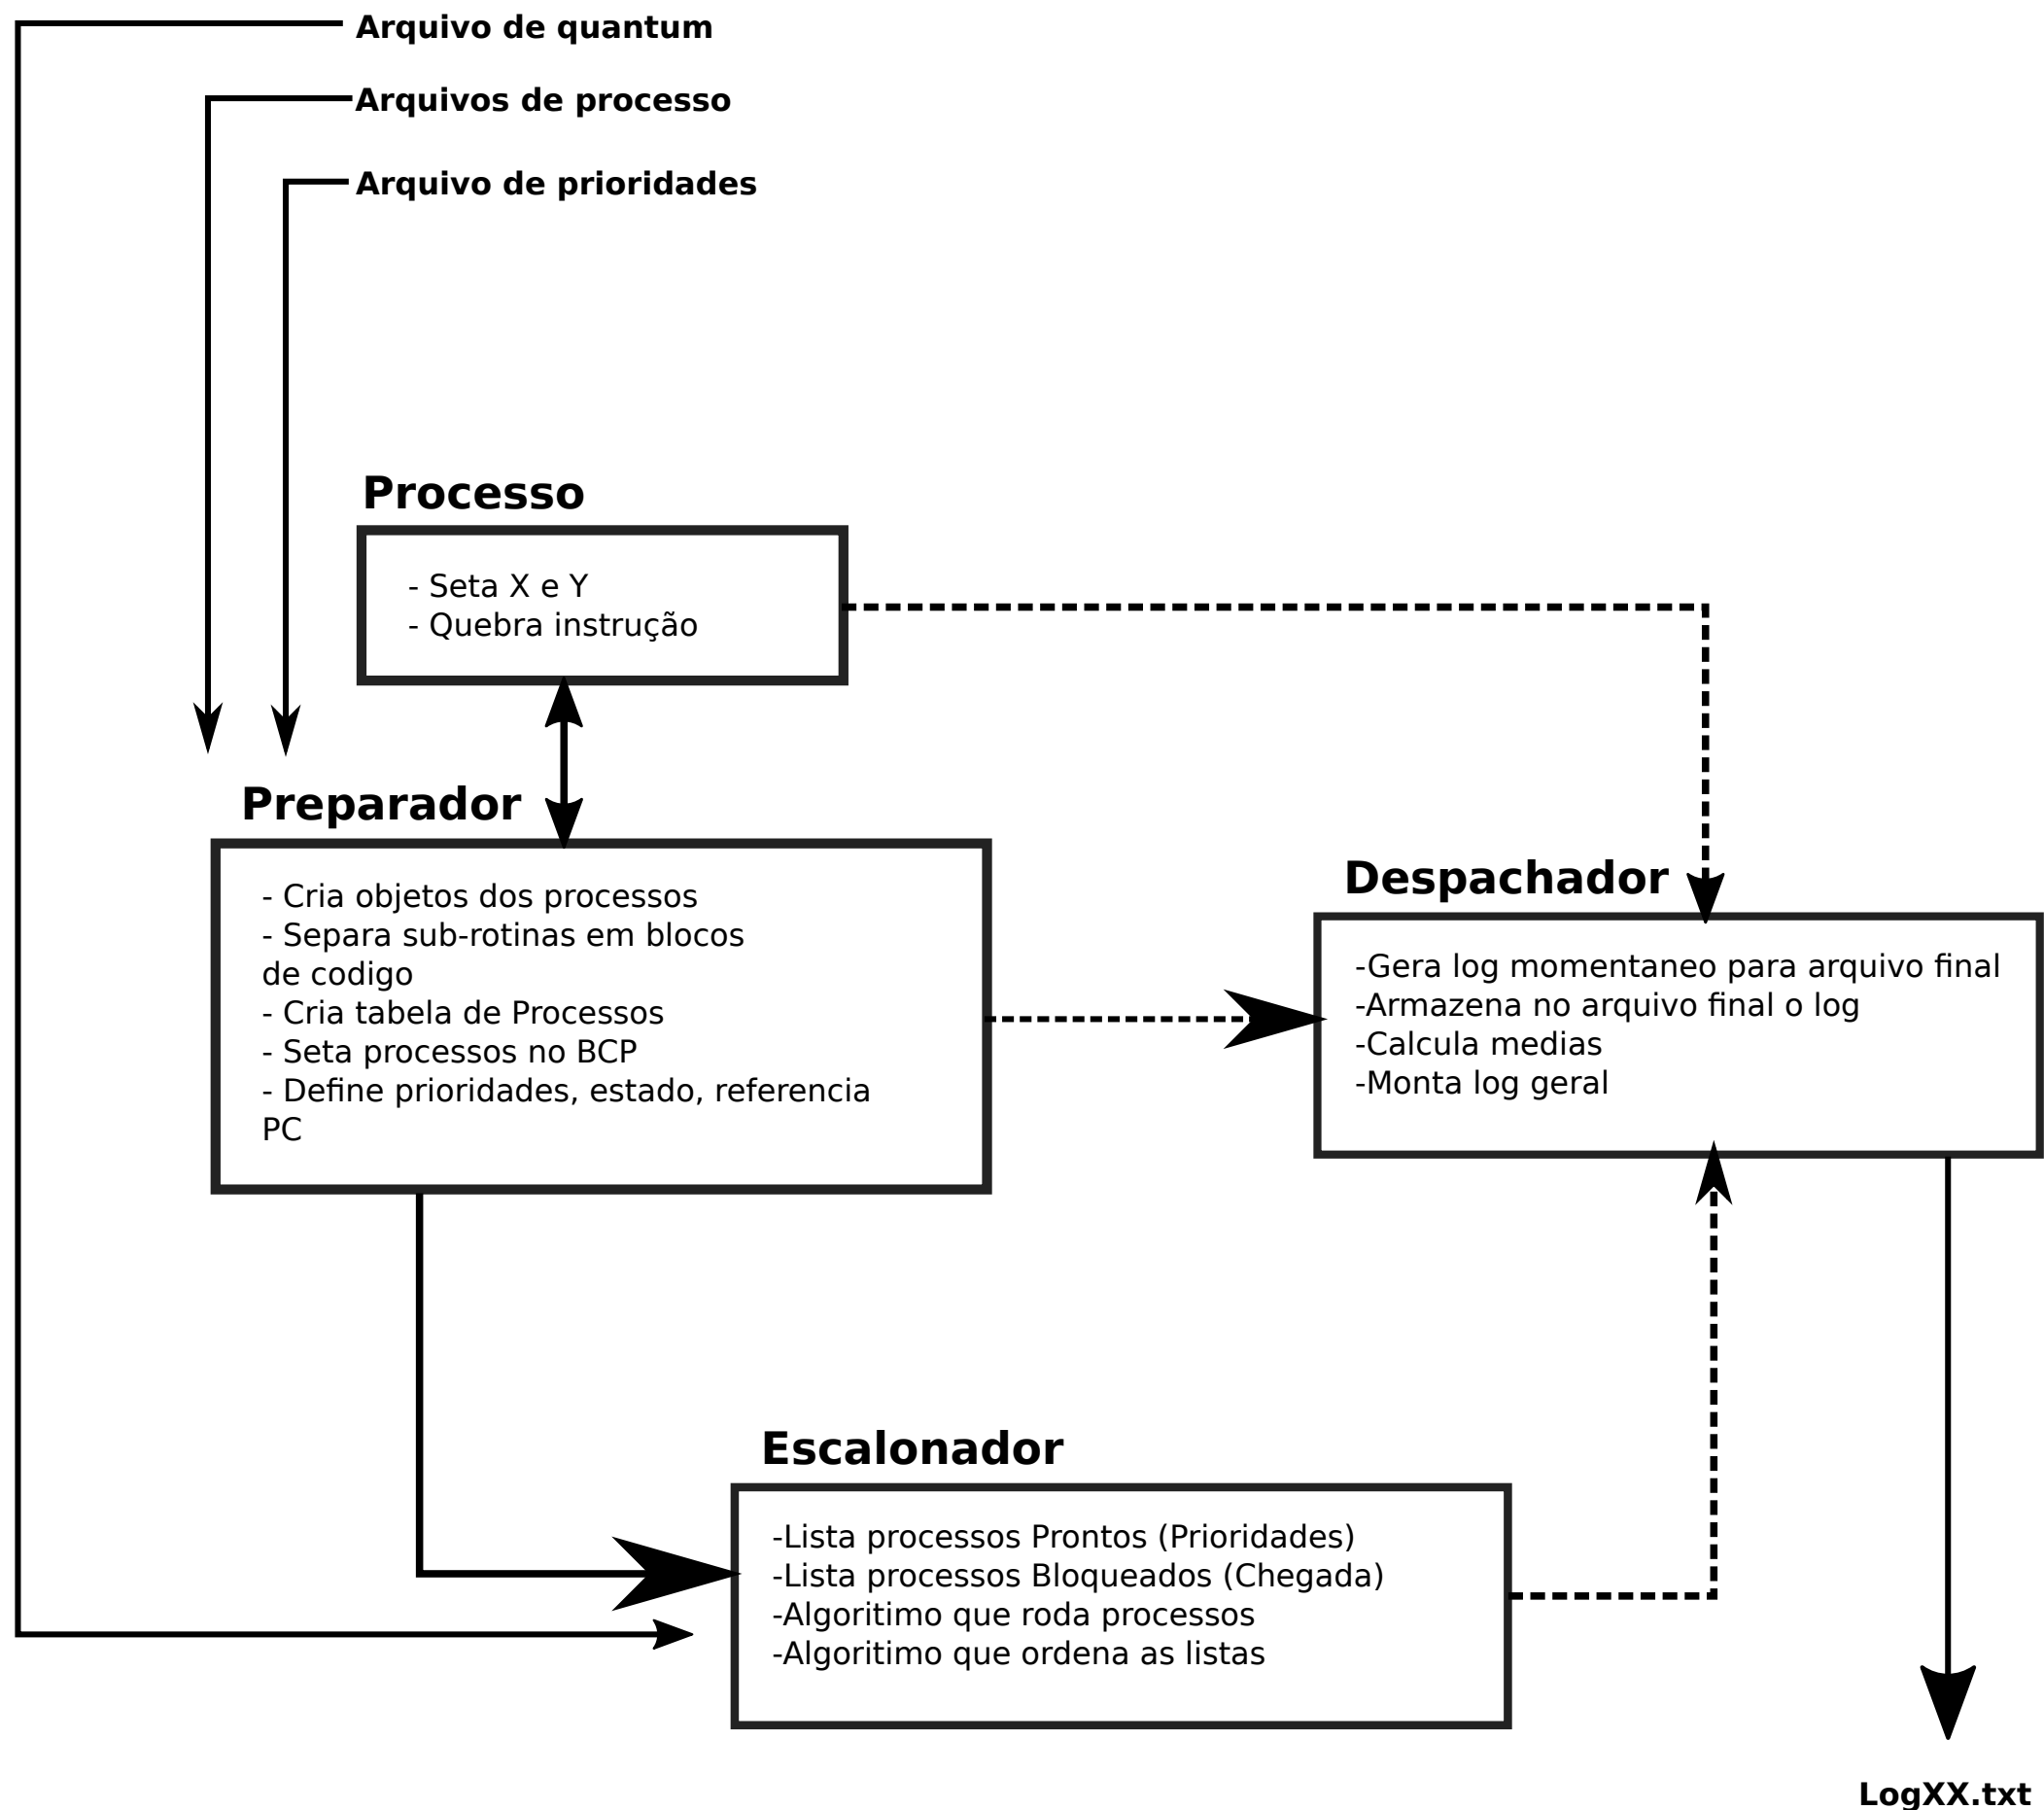 Arquivo de quantum
Arquivos de processo
Arquivo de prioridades
Processo
- Seta X e Y
- Quebra instrução
Preparador
- Cria objetos dos processos
- Separa sub-rotinas em blocos
de codigo
- Cria tabela de Processos
- Seta processos no BCP
- Define prioridades, estado, referencia
PC
Despachador
-Gera log momentaneo para arquivo final
-Armazena no arquivo final o log
-Calcula medias
-Monta log geral
Escalonador
-Lista processos Prontos (Prioridades)
-Lista processos Bloqueados (Chegada)
-Algoritimo que roda processos
-Algoritimo que ordena as listas
LogXX.txt